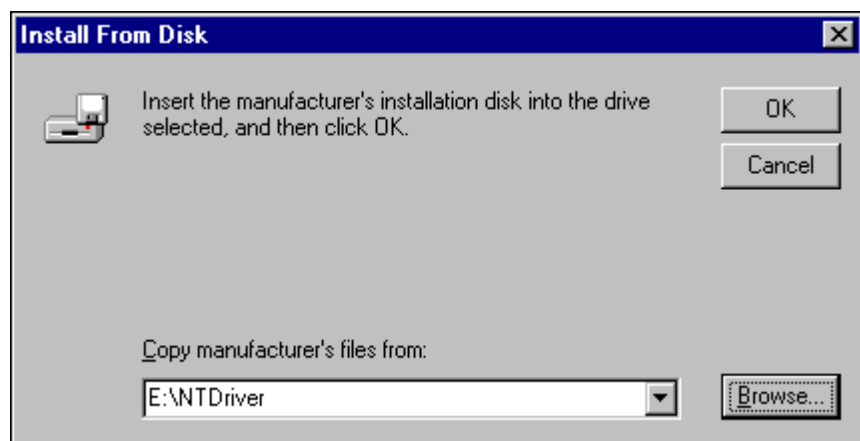 Install From Disk
Insert the manufacturer's installation disk into the drive
selected, and then click OK.
OK
Cancel
Copy manufacturer's files from:
E:\NTDriver
Browse...